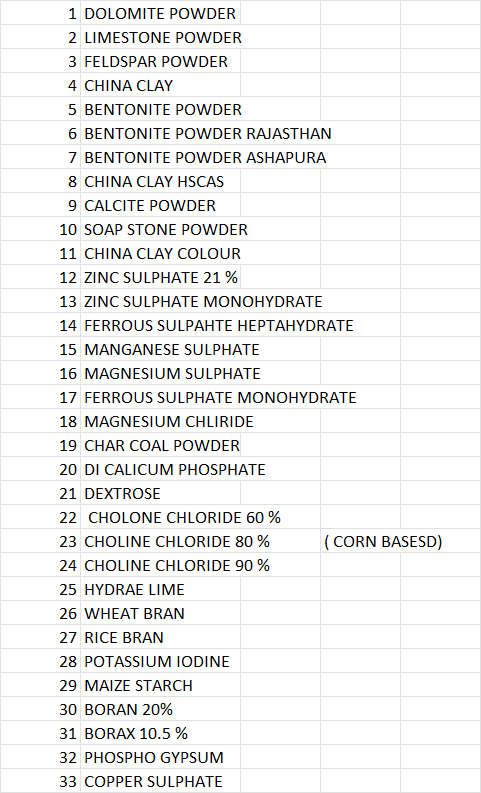 1 DOLOMITE POWDER
2 LIMESTONE POWDER
3 FELDSPAR POWDER
4 CHINA CLAY
5 BENTONITE POWDER
6 BENTONITE POWDER RAJASTHAN
7 BENTONITE POWDER ASHAPURA
8 CHINA CLAY HSCAS
9 CALCITE POWDER
10 SOAP STONE POWDER
11 CHINA CLAY COLOUR
12 ZINC SULPHATE 21 %
13 ZINC SULPHATE MONOHYDRATE
14 FERROUS SULPAHTE HEPTAHYDRATE
15 MANGANESE SULPHATE
16 MAGNESIUM SULPHATE
17 FERROUS SULPHATE MONOHYDRATE
18 MAGNESIUM CHLIRIDE
19 CHAR COAL POWDER
20 DI CALICUM PHOSPHATE
21 DEXTROSE
22 CHOLONE CHLORIDE 60 %
23 CHOLINE CHLORIDE 80 % ( CORN BASESD)
24 CHOLINE CHLORIDE 90 %
25 HYDRAE LIME
26 WHEAT BRAN
27 RICE BRAN
28 POTASSIUM IODINE
29 MAIZE STARCH
30 BORAN 20%
31 BORAX 10.5 %
32 PHOSPHO GYPSUM
33 COPPER SULPHATE